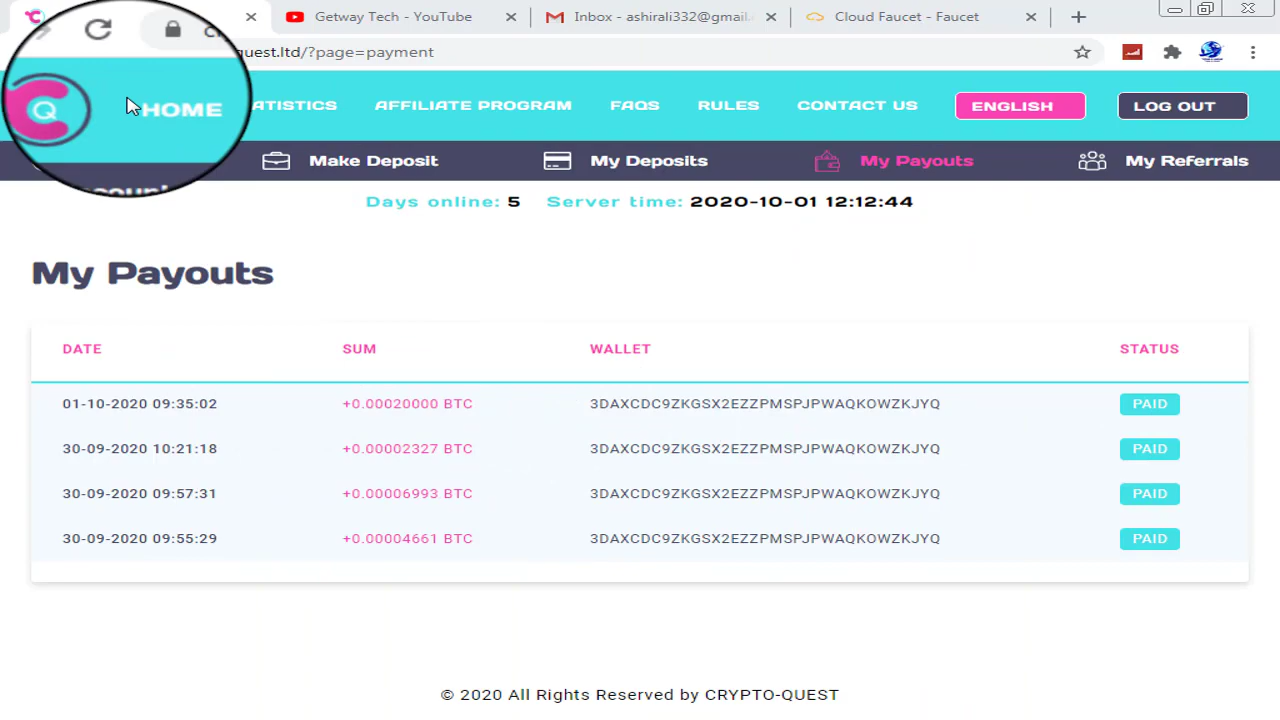 Getway Tech - YouTube
Inbox - ashirali332@gmail.
Cloud Faucet - Faucet
quest.ltd/?page=payment
Q
HOME
ATISTICS
AFFILIATE PROGRAM
FAQS
RULES
CONTACT US
ENGLISH
LOG OUT
Make Deposit
My Deposits
My Payouts
My Referrals
Days online: 5 Server time: 2020-10-01 12:12:44
My Payouts
DATE SUM WALLET STATUS
01-10-2020 09:35:02 +0.00020000 BTC 3DAXCDC9ZKGSX2EZZPMSPJPWAQKOWZKJYQ PAID
30-09-2020 10:21:18 +0.00002327 BTC 3DAXCDC9ZKGSX2EZZPMSPJPWAQKOWZKJYQ PAID
30-09-2020 09:57:31 +0.00006993 BTC 3DAXCDC9ZKGSX2EZZPMSPJPWAQKOWZKJYQ PAID
30-09-2020 09:55:29 +0.00004661 BTC 3DAXCDC9ZKGSX2EZZPMSPJPWAQKOWZKJYQ PAID
© 2020 All Rights Reserved by CRYPTO-QUEST